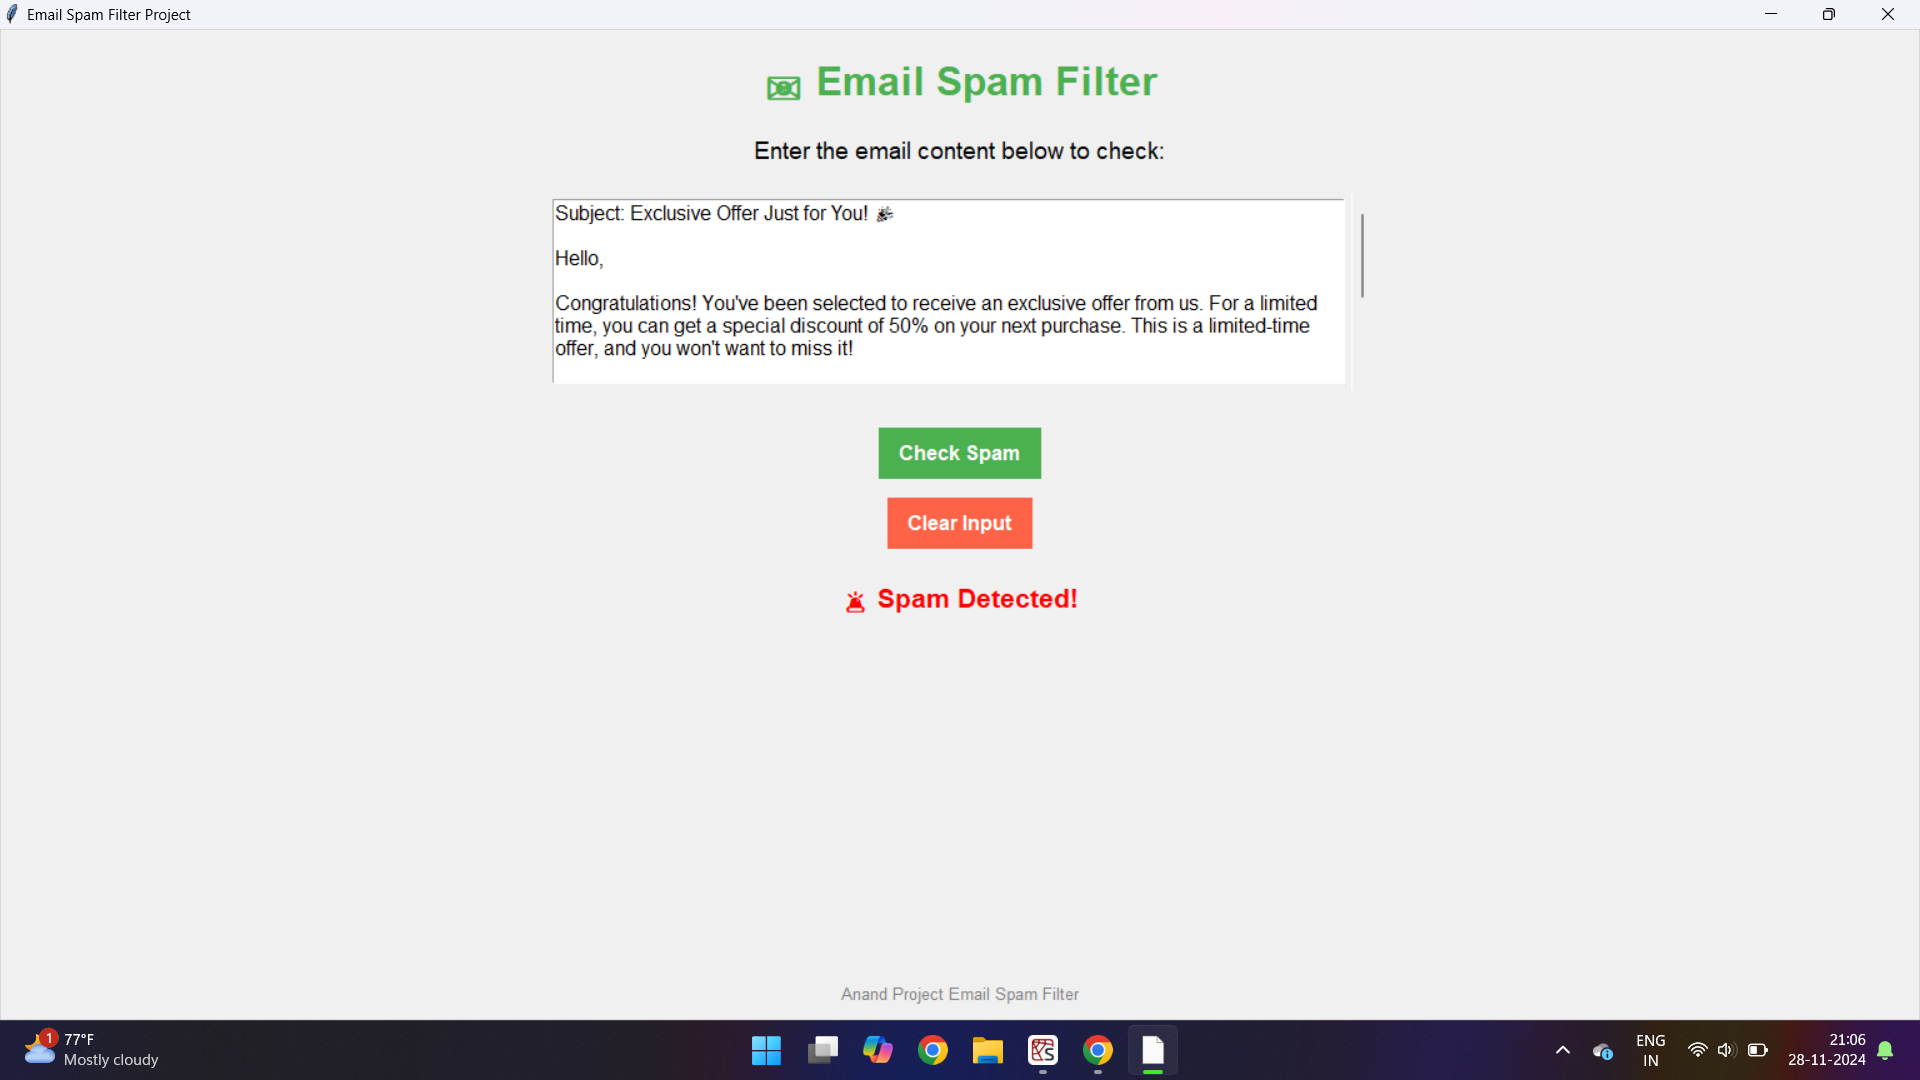 Email Spam Filter Project
Email Spam Filter
Enter the email content below to check:
Subject: Exclusive Offer Just for You! 🎉
Hello,
Congratulations! You've been selected to receive an exclusive offer from us. For a limited
time, you can get a special discount of 50% on your next purchase. This is a limited-time
offer, and you won't want to miss it!
Check Spam
Clear Input
🚨 Spam Detected!
Anand Project Email Spam Filter
1
77°F
Mostly cloudy
ENG
IN
21:06
28-11-2024